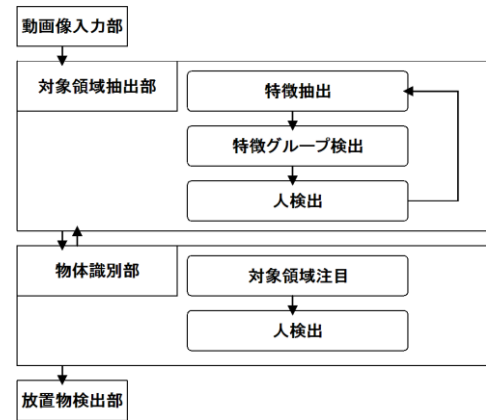 動画像入力部
対象領域抽出部
特徴抽出
特徴グループ検出
人検出
物体識別部
対象領域注目
人検出
放置物検出部